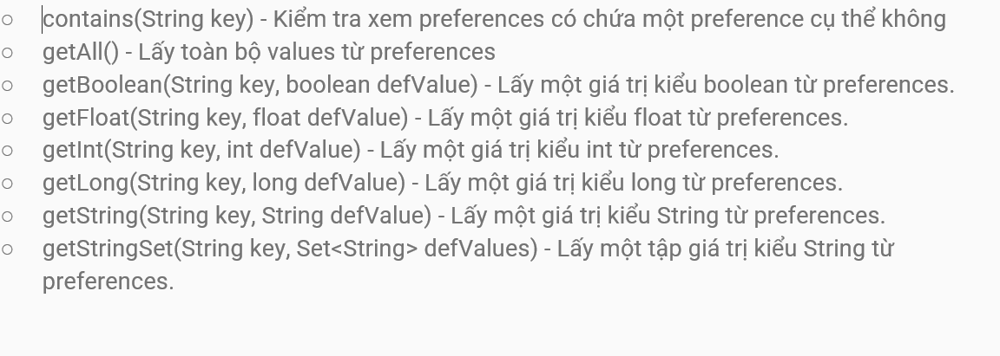 ○ contains(String key) - Kiểm tra xem preferences có chứa một preference cụ thể không
○ getAll() - Lấy toàn bộ values từ preferences
○ getBoolean(String key, boolean defValue) - Lấy một giá trị kiểu boolean từ preferences.
○ getFloat(String key, float defValue) - Lấy một giá trị kiểu float từ preferences.
○ getInt(String key, int defValue) - Lấy một giá trị kiểu int từ preferences.
○ getLong(String key, long defValue) - Lấy một giá trị kiểu long từ preferences.
○ getString(String key, String defValue) - Lấy một giá trị kiểu String từ preferences.
○ getStringSet(String key, Set<String> defValues) - Lấy một tập giá trị kiểu String từ
preferences.